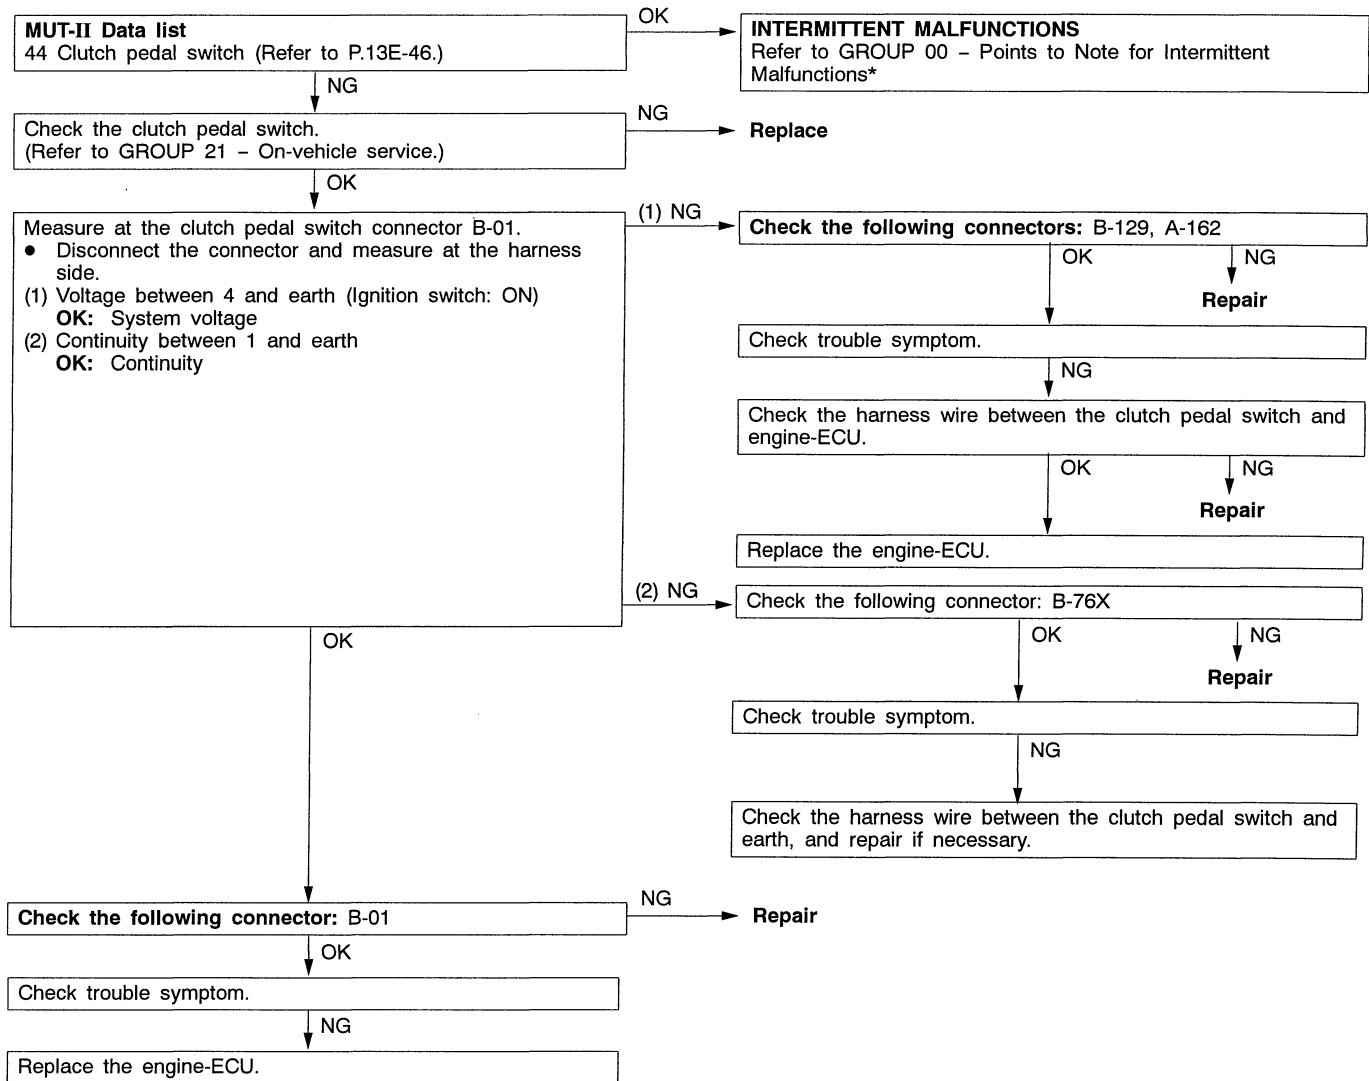 MUT-II Data list
44 Clutch pedal switch (Refer to P.13E-46.)
OK
INTERMITTENT MALFUNCTIONS
Refer to GROUP 00 – Points to Note for Intermittent
Malfunctions*
NG
Check the clutch pedal switch.
(Refer to GROUP 21 – On-vehicle service.)
NG
Replace
OK
Measure at the clutch pedal switch connector B-01.
● Disconnect the connector and measure at the harness
side.
(1) Voltage between 4 and earth (Ignition switch: ON)
OK: System voltage
(2) Continuity between 1 and earth
OK: Continuity
(1) NG
Check the following connectors: B-129, A-162
OK
NG
Repair
Check trouble symptom.
NG
Check the harness wire between the clutch pedal switch and
engine-ECU.
OK
NG
Repair
Replace the engine-ECU.
(2) NG
Check the following connector: B-76X
OK
NG
Repair
Check trouble symptom.
NG
Check the harness wire between the clutch pedal switch and
earth, and repair if necessary.
OK
Check the following connector: B-01
NG
Repair
OK
Check trouble symptom.
NG
Replace the engine-ECU.